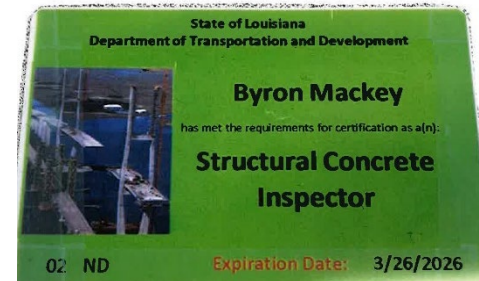 State of Louisiana
Department of Transportation and Development
Byron Mackey
has met the requirements for certification as a(n):
Structural Concrete
Inspector
02 ND
Expiration Date: 3/26/2026